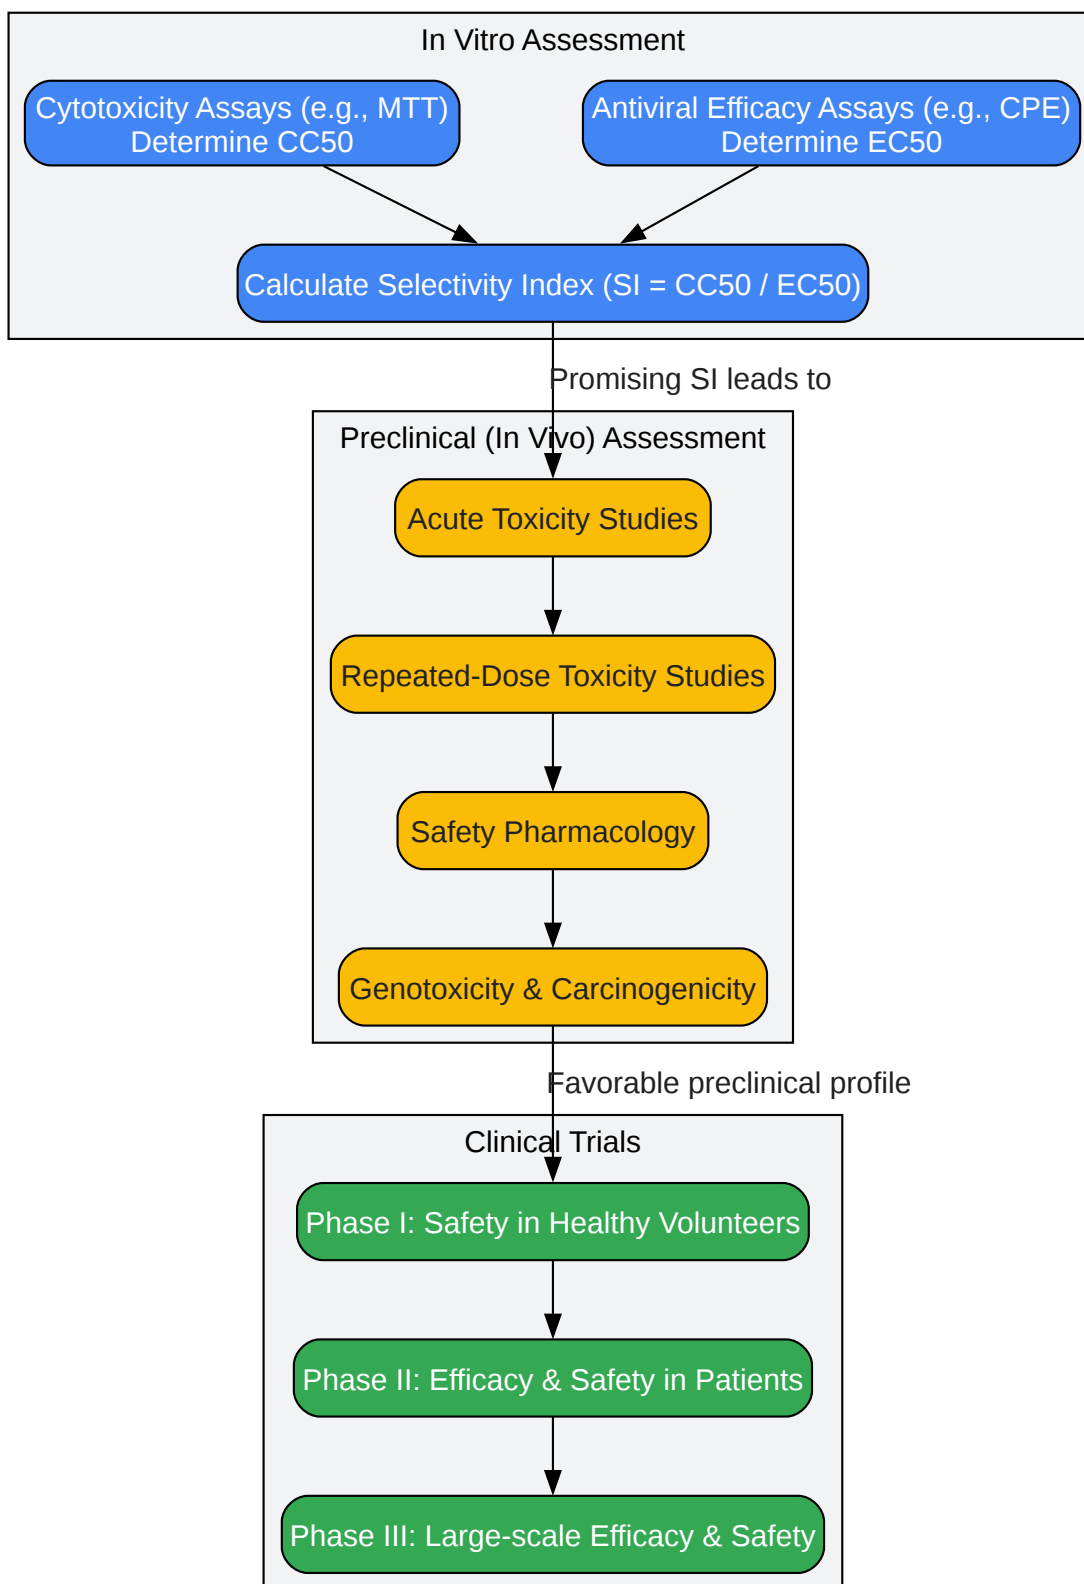 In Vitro Assessment
Cytotoxicity Assays (e.g., MTT)
Determine CC50
Antiviral Efficacy Assays (e.g., CPE)
Determine EC50
Calculate Selectivity Index (SI = CC50 / EC50)
Promising SI leads to
Preclinical (In Vivo) Assessment
Acute Toxicity Studies
Repeated-Dose Toxicity Studies
Safety Pharmacology
Genotoxicity & Carcinogenicity
Favorable preclinical profile
Clinical Trials
Phase I: Safety in Healthy Volunteers
Phase II: Efficacy & Safety in Patients
Phase III: Large-scale Efficacy & Safety